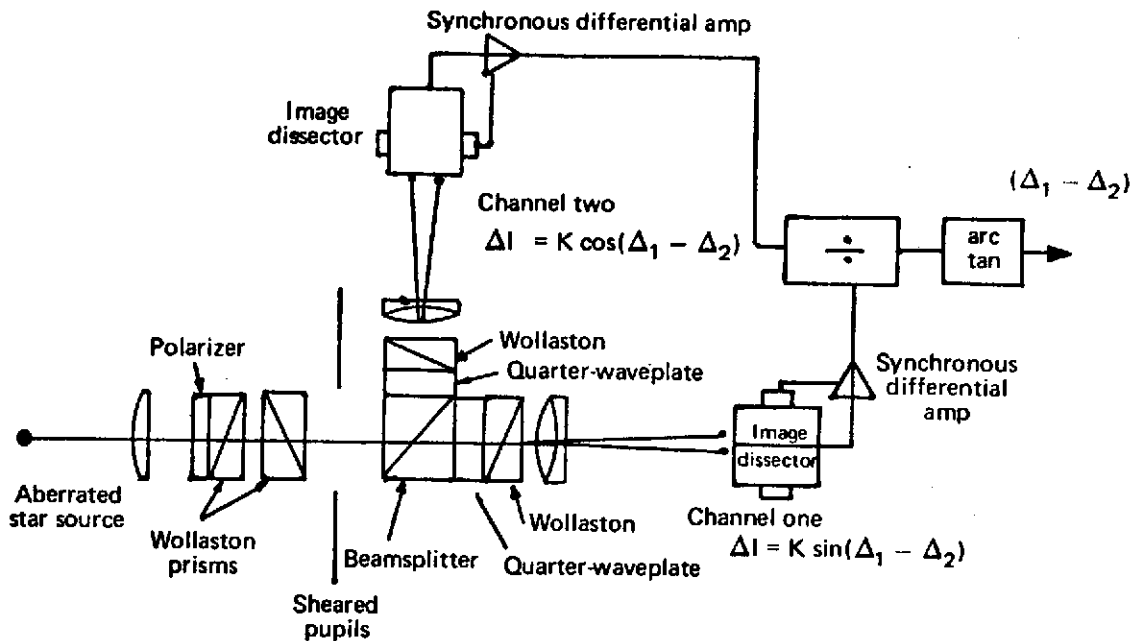 Synchronous differential amp
Image
dissector
Channel two
ΔI = K cos(Δ₁ − Δ₂)
(Δ₁ − Δ₂)
÷
arc
tan
Polarizer
Wollaston
Quarter-waveplate
Synchronous
differential
amp
Image
dissector
Aberrated
star source
Wollaston
prisms
Sheared
pupils
Beamsplitter
Quarter-waveplate
Wollaston
Channel one
ΔI = K sin(Δ₁ − Δ₂)